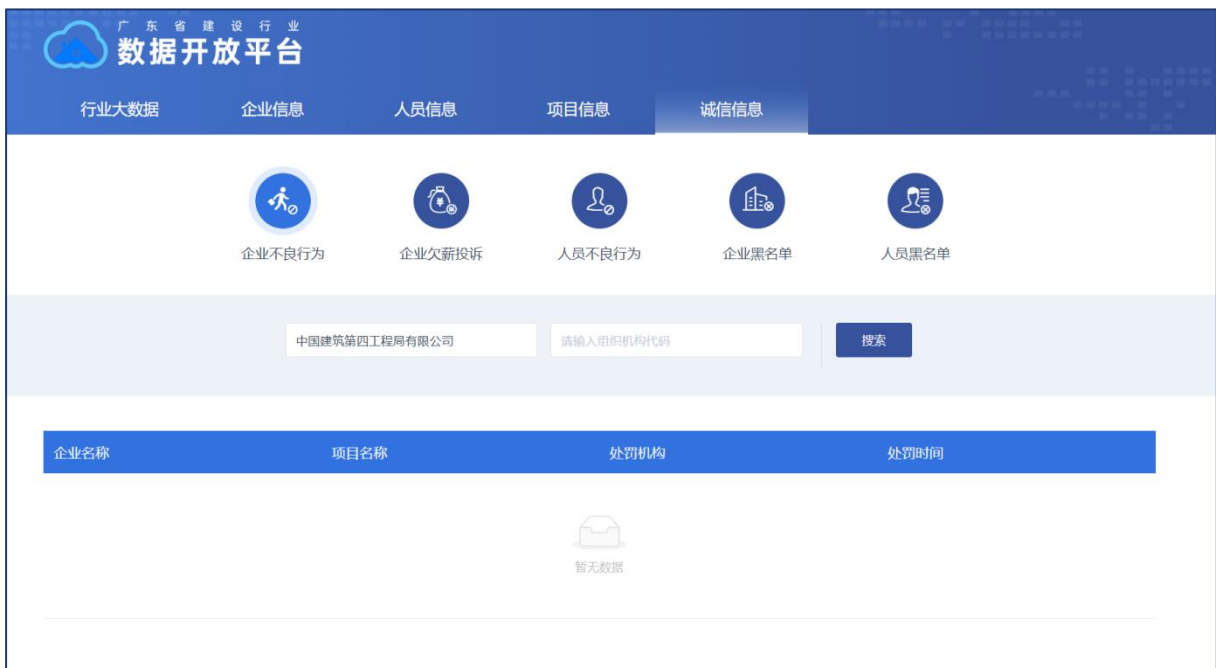 广东省建设行业
数据开放平台
行业大数据 企业信息 人员信息 项目信息 诚信信息
企业不良行为 企业欠薪投诉 人员不良行为 企业黑名单 人员黑名单
中国建筑第四工程局有限公司 请输入组织机构代码 搜索
企业名称 项目名称 处罚机构 处罚时间
暂无数据